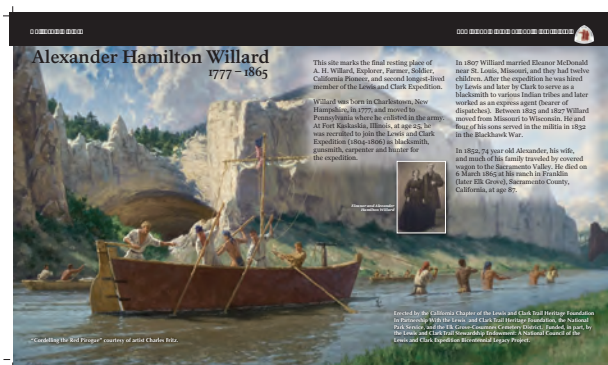 Alexander Hamilton Willard
1777 – 1865
This site marks the final resting place of
A. H. Willard, Explorer, Farmer, Soldier,
California Pioneer, and second longest-lived
member of the Lewis and Clark Expedition.
Willard was born in Charlestown, New
Hampshire, in 1777, and moved to
Pennsylvania where he enlisted in the army.
At Fort Kaskaskia, Illinois, at age 25, he
was recruited to join the Lewis and Clark
Expedition (1804-1806) as blacksmith,
gunsmith, carpenter and hunter for
the expedition.
In 1807 Willard married Eleanor McDonald
near St. Louis, Missouri, and they had twelve
children. After the expedition he was hired
by Lewis and later by Clark to serve as a
blacksmith to various Indian tribes and later
worked as an express agent (bearer of
dispatches). Between 1825 and 1827 Willard
moved from Missouri to Wisconsin. He and
four of his sons served in the militia in 1832
in the Blackhawk War.
In 1852, 74 year old Alexander, his wife,
and much of his family traveled by covered
wagon to the Sacramento Valley. He died on
6 March 1865 at his ranch in Franklin
(later Elk Grove), Sacramento County,
California, at age 87.
Eleanor and Alexander
Hamilton Willard
Erected by the California Chapter of the Lewis and Clark Trail Heritage Foundation
in Partnership With the Lewis and Clark Trail Heritage Foundation, the National
Park Service, and the Elk Grove-Cosumnes Cemetery District. Funded, in part, by
the Lewis and Clark Trail Stewardship Endowment: A National Council of the
Lewis and Clark Expedition Bicentennial Legacy Project.
"Cordelling the Red Pirogue" courtesy of artist Charles Fritz.